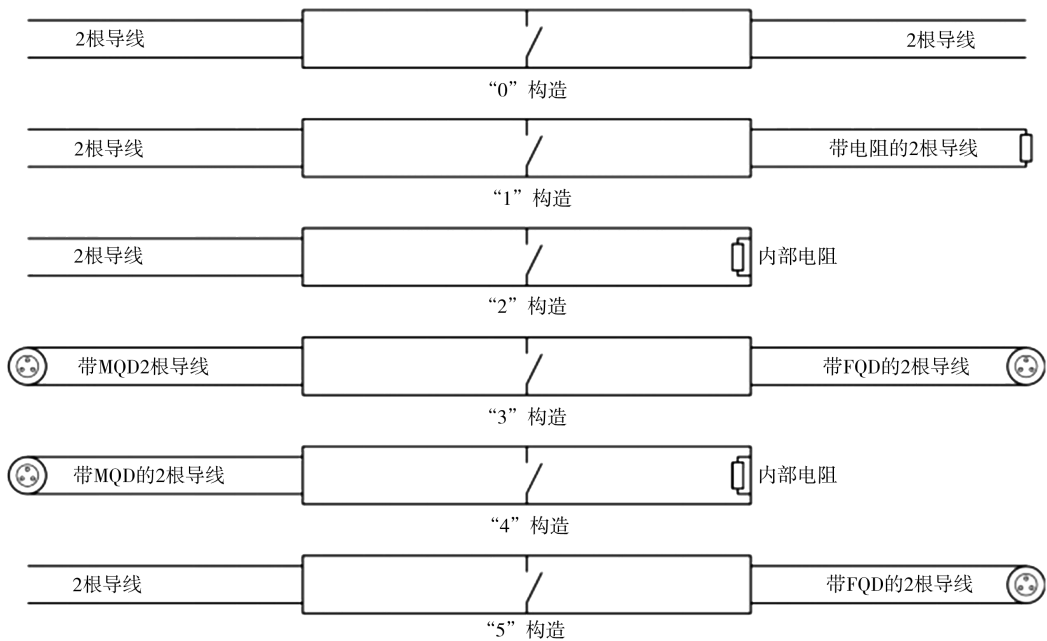 2根导线
2根导线
“0”构造
2根导线
带电阻的2根导线
“1”构造
2根导线
内部电阻
“2”构造
带MQD2根导线
带FQD的2根导线
“3”构造
带MQD的2根导线
内部电阻
“4”构造
2根导线
带FQD的2根导线
“5”构造